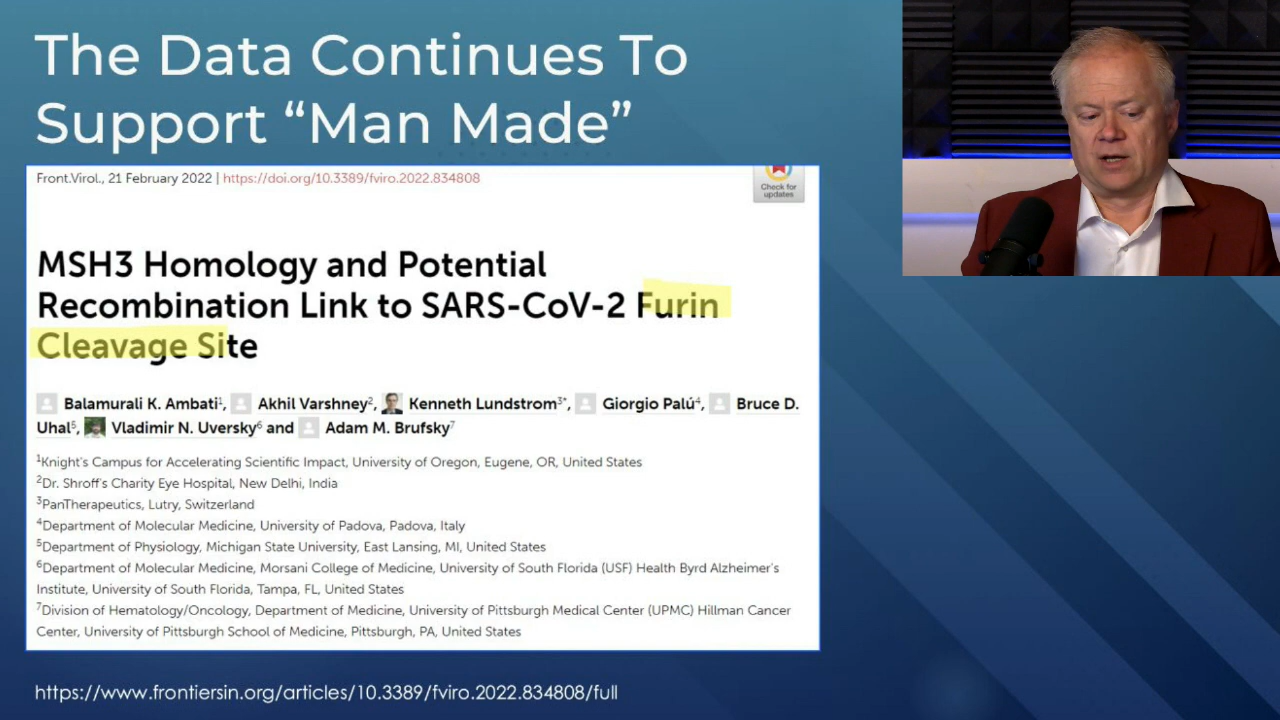 The Data Continues To
Support “Man Made”
Front.Virol., 21 February 2022 | https://doi.org/10.3389/fviro.2022.834808
Check for
updates
MSH3 Homology and Potential
Recombination Link to SARS-CoV-2 Furin
Cleavage Site
Balamurali K. Ambati¹, Akhil Varshney², Kenneth Lundstrom³*, Giorgio Palú⁴, Bruce D.
Uhal⁵, Vladimir N. Uversky⁶ and Adam M. Brufsky⁷
¹Knight's Campus for Accelerating Scientific Impact, University of Oregon, Eugene, OR, United States
²Dr. Shroff's Charity Eye Hospital, New Delhi, India
³PanTherapeutics, Lutry, Switzerland
⁴Department of Molecular Medicine, University of Padova, Padova, Italy
⁵Department of Physiology, Michigan State University, East Lansing, MI, United States
⁶Department of Molecular Medicine, Morsani College of Medicine, University of South Florida (USF) Health Byrd Alzheimer's
Institute, University of South Florida, Tampa, FL, United States
⁷Division of Hematology/Oncology, Department of Medicine, University of Pittsburgh Medical Center (UPMC) Hillman Cancer
Center, University of Pittsburgh School of Medicine, Pittsburgh, PA, United States
https://www.frontiersin.org/articles/10.3389/fviro.2022.834808/full